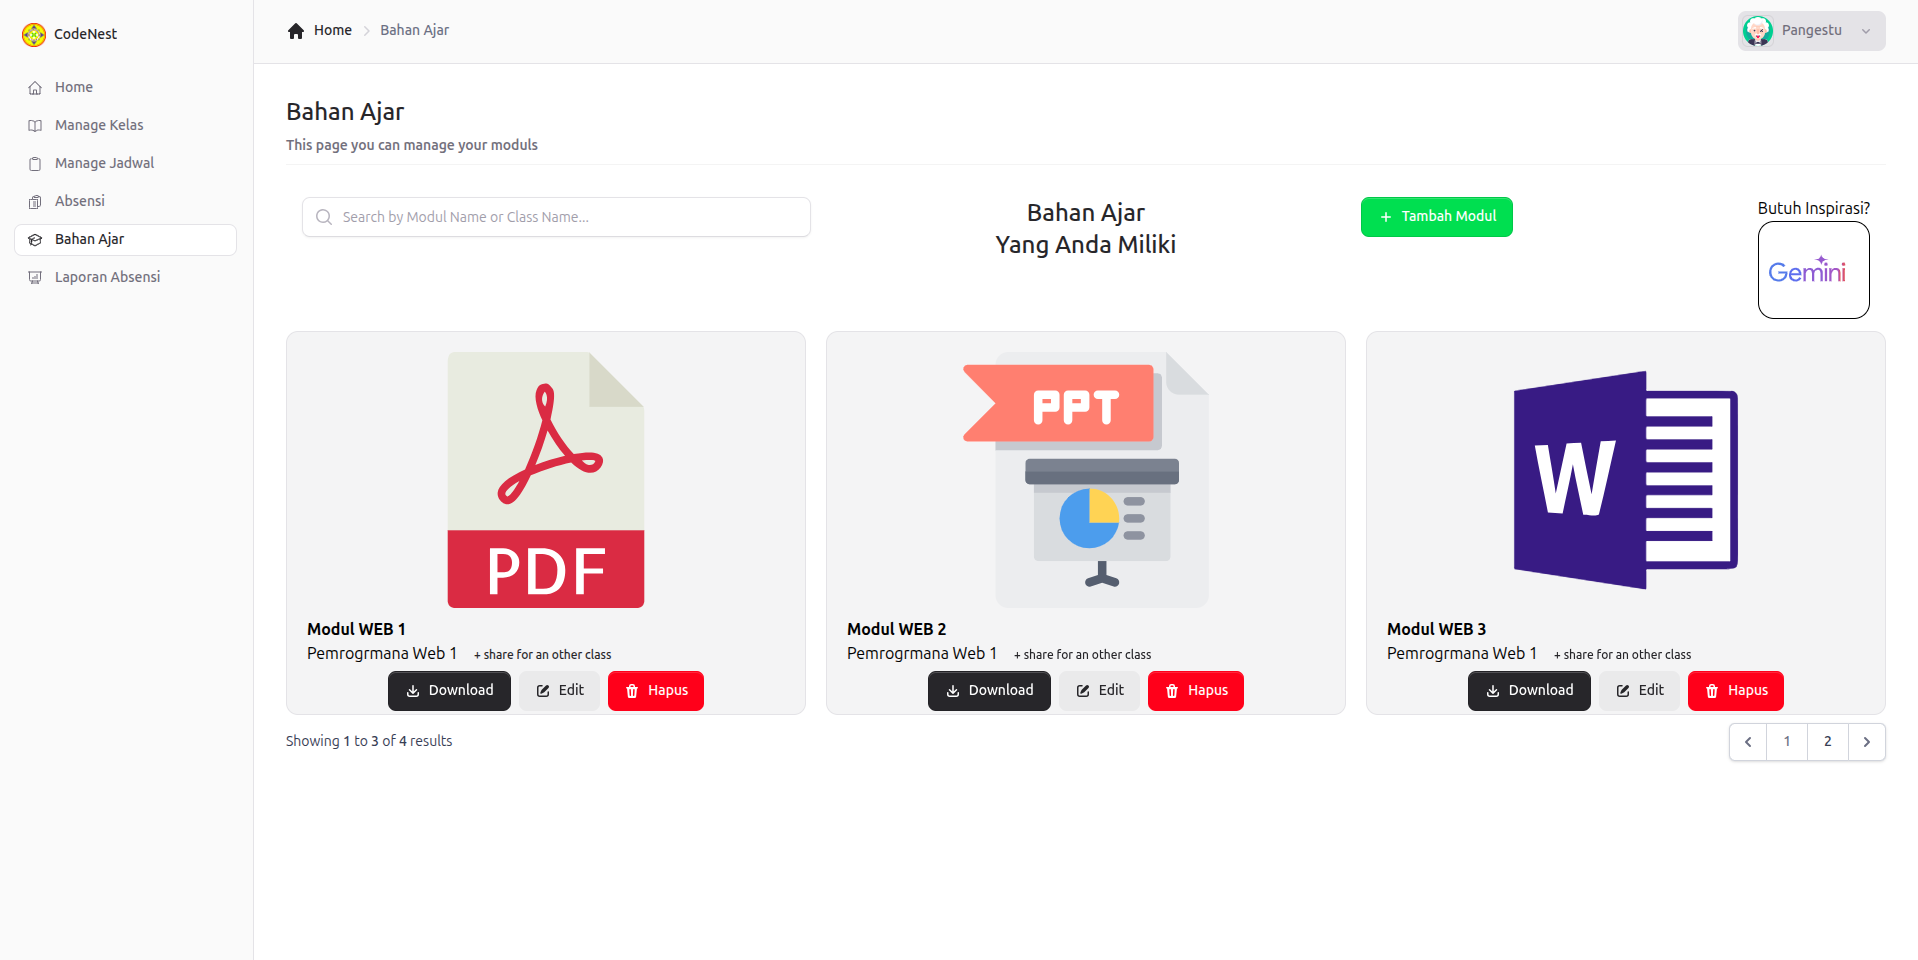 CodeNest
Home
Manage Kelas
Manage Jadwal
Absensi
Bahan Ajar
Laporan Absensi
Home Bahan Ajar
Pangestu
Bahan Ajar
This page you can manage your moduls
Search by Modul Name or Class Name...
Bahan Ajar
Yang Anda Miliki
+ Tambah Modul
Butuh Inspirasi?
Gemini
PDF
Modul WEB 1
Pemrogrmana Web 1 + share for an other class
Download Edit Hapus
PPT
Modul WEB 2
Pemrogrmana Web 1 + share for an other class
Download Edit Hapus
W
Modul WEB 3
Pemrogrmana Web 1 + share for an other class
Download Edit Hapus
Showing 1 to 3 of 4 results
1 2